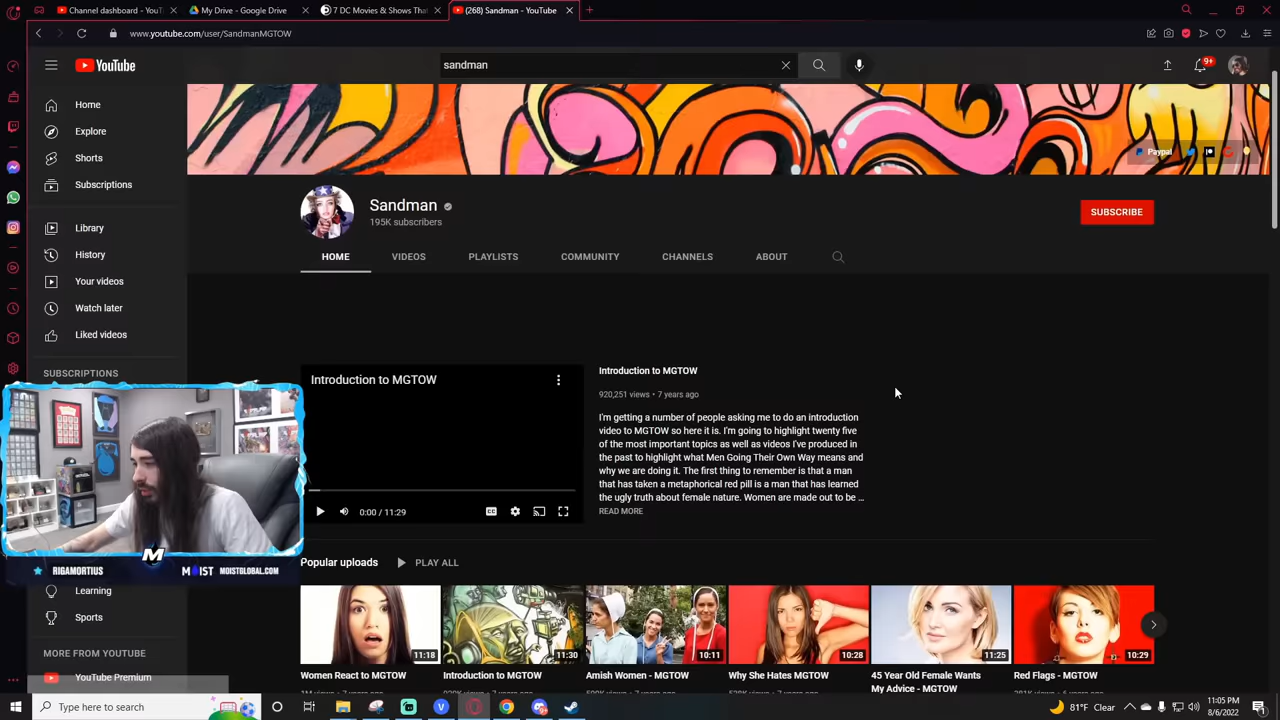 Channel dashboard - YouT
My Drive - Google Drive
7 DC Movies & Shows That
(268) Sandman - YouTube
www.youtube.com/user/SandmanMGTOW
YouTube
sandman
9+
Home
Explore
Shorts
Subscriptions
Library
History
Your videos
Watch later
Liked videos
SUBSCRIPTIONS
Paypal
Sandman
195K subscribers
SUBSCRIBE
HOME
VIDEOS
PLAYLISTS
COMMUNITY
CHANNELS
ABOUT
Introduction to MGTOW
0:00 / 11:29
Introduction to MGTOW
920,251 views • 7 years ago
I'm getting a number of people asking me to do an introduction
video to MGTOW so here it is. I'm going to highlight twenty five
of the most important topics as well as videos I've produced in
the past to highlight what Men Going Their Own Way means and
why we are doing it. The first thing to remember is that a man
that has taken a metaphorical red pill is a man that has learned
the ugly truth about female nature. Women are made out to be ...
READ MORE
RIGAMORTIUS
M
MOIST
MOISTGLOBAL.COM
Learning
Sports
MORE FROM YOUTUBE
YouTube Premium
Popular uploads
PLAY ALL
11:18
11:30
10:11
10:28
11:25
10:29
Women React to MGTOW
Introduction to MGTOW
Amish Women - MGTOW
Why She Hates MGTOW
45 Year Old Female Wants
My Advice - MGTOW
Red Flags - MGTOW
Type here to search
81°F Clear
11:05 PM
8/6/2022